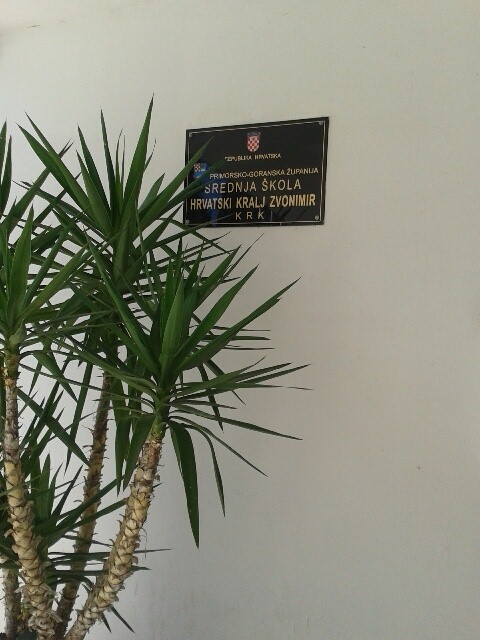 REPUBLIKA HRVATSKA
PRIMORSKO-GORANSKA ŽUPANIJA
SREDNJA ŠKOLA
HRVATSKI KRALJ ZVONIMIR
KRK